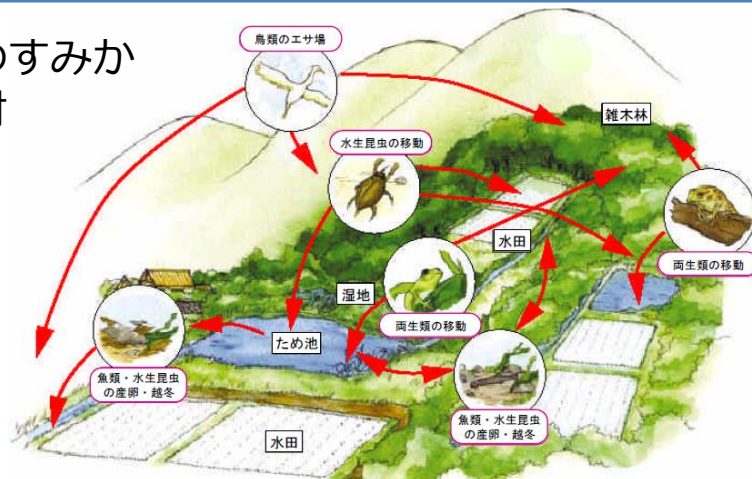 のすみか
鳥類のエサ場
雑木林
水生昆虫の移動
水田
両生類の移動
湿地
両生類の移動
ため池
魚類・水生昆虫
の産卵・越冬
魚類・水生昆虫
の産卵・越冬
水田